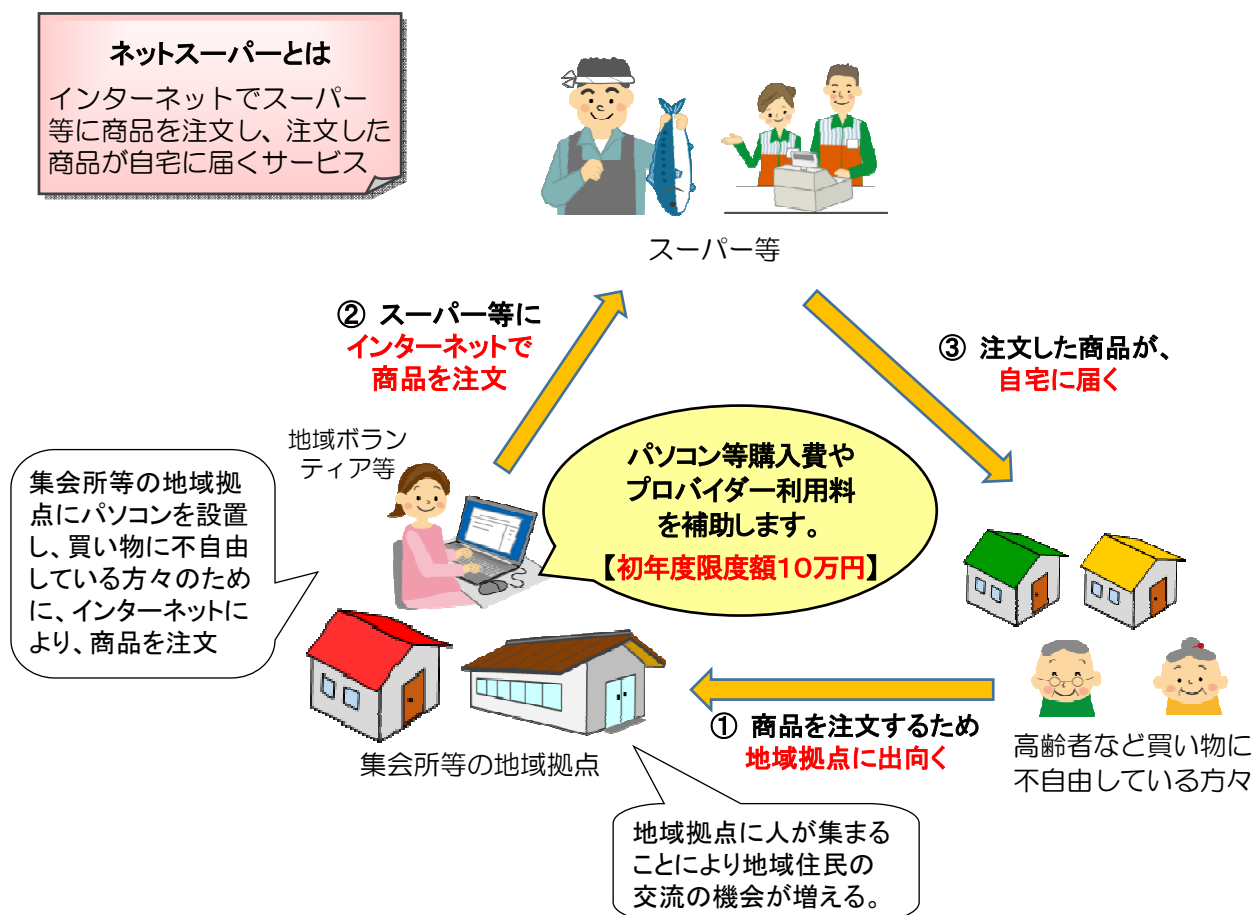 ネットスーパーとは
インターネットでスーパー
等に商品を注文し、注文した
商品が自宅に届くサービス
スーパー等
② スーパー等に
インターネットで
商品を注文
③ 注文した商品が、
自宅に届く
地域ボラン
ティア等
パソコン等購入費や
プロバイダー利用料
を補助します。
【初年度限度額10万円】
集会所等の地域拠
点にパソコンを設置
し、買い物に不自由
している方々のため
に、インターネットに
より、商品を注文
① 商品を注文するため
地域拠点に出向く
集会所等の地域拠点
高齢者など買い物に
不自由している方々
地域拠点に人が集まる
ことにより地域住民の
交流の機会が増える。